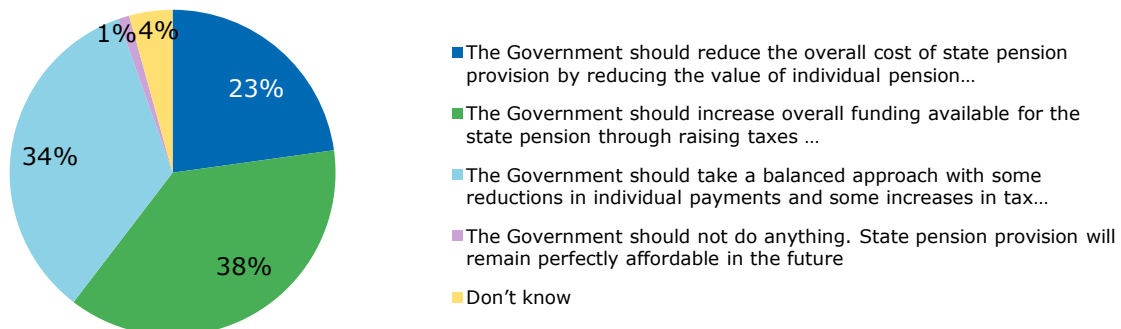 1%
4%
23%
34%
38%
The Government should reduce the overall cost of state pension
provision by reducing the value of individual pension…
The Government should increase overall funding available for the
state pension through raising taxes …
The Government should take a balanced approach with some
reductions in individual payments and some increases in tax…
The Government should not do anything. State pension provision will
remain perfectly affordable in the future
Don’t know